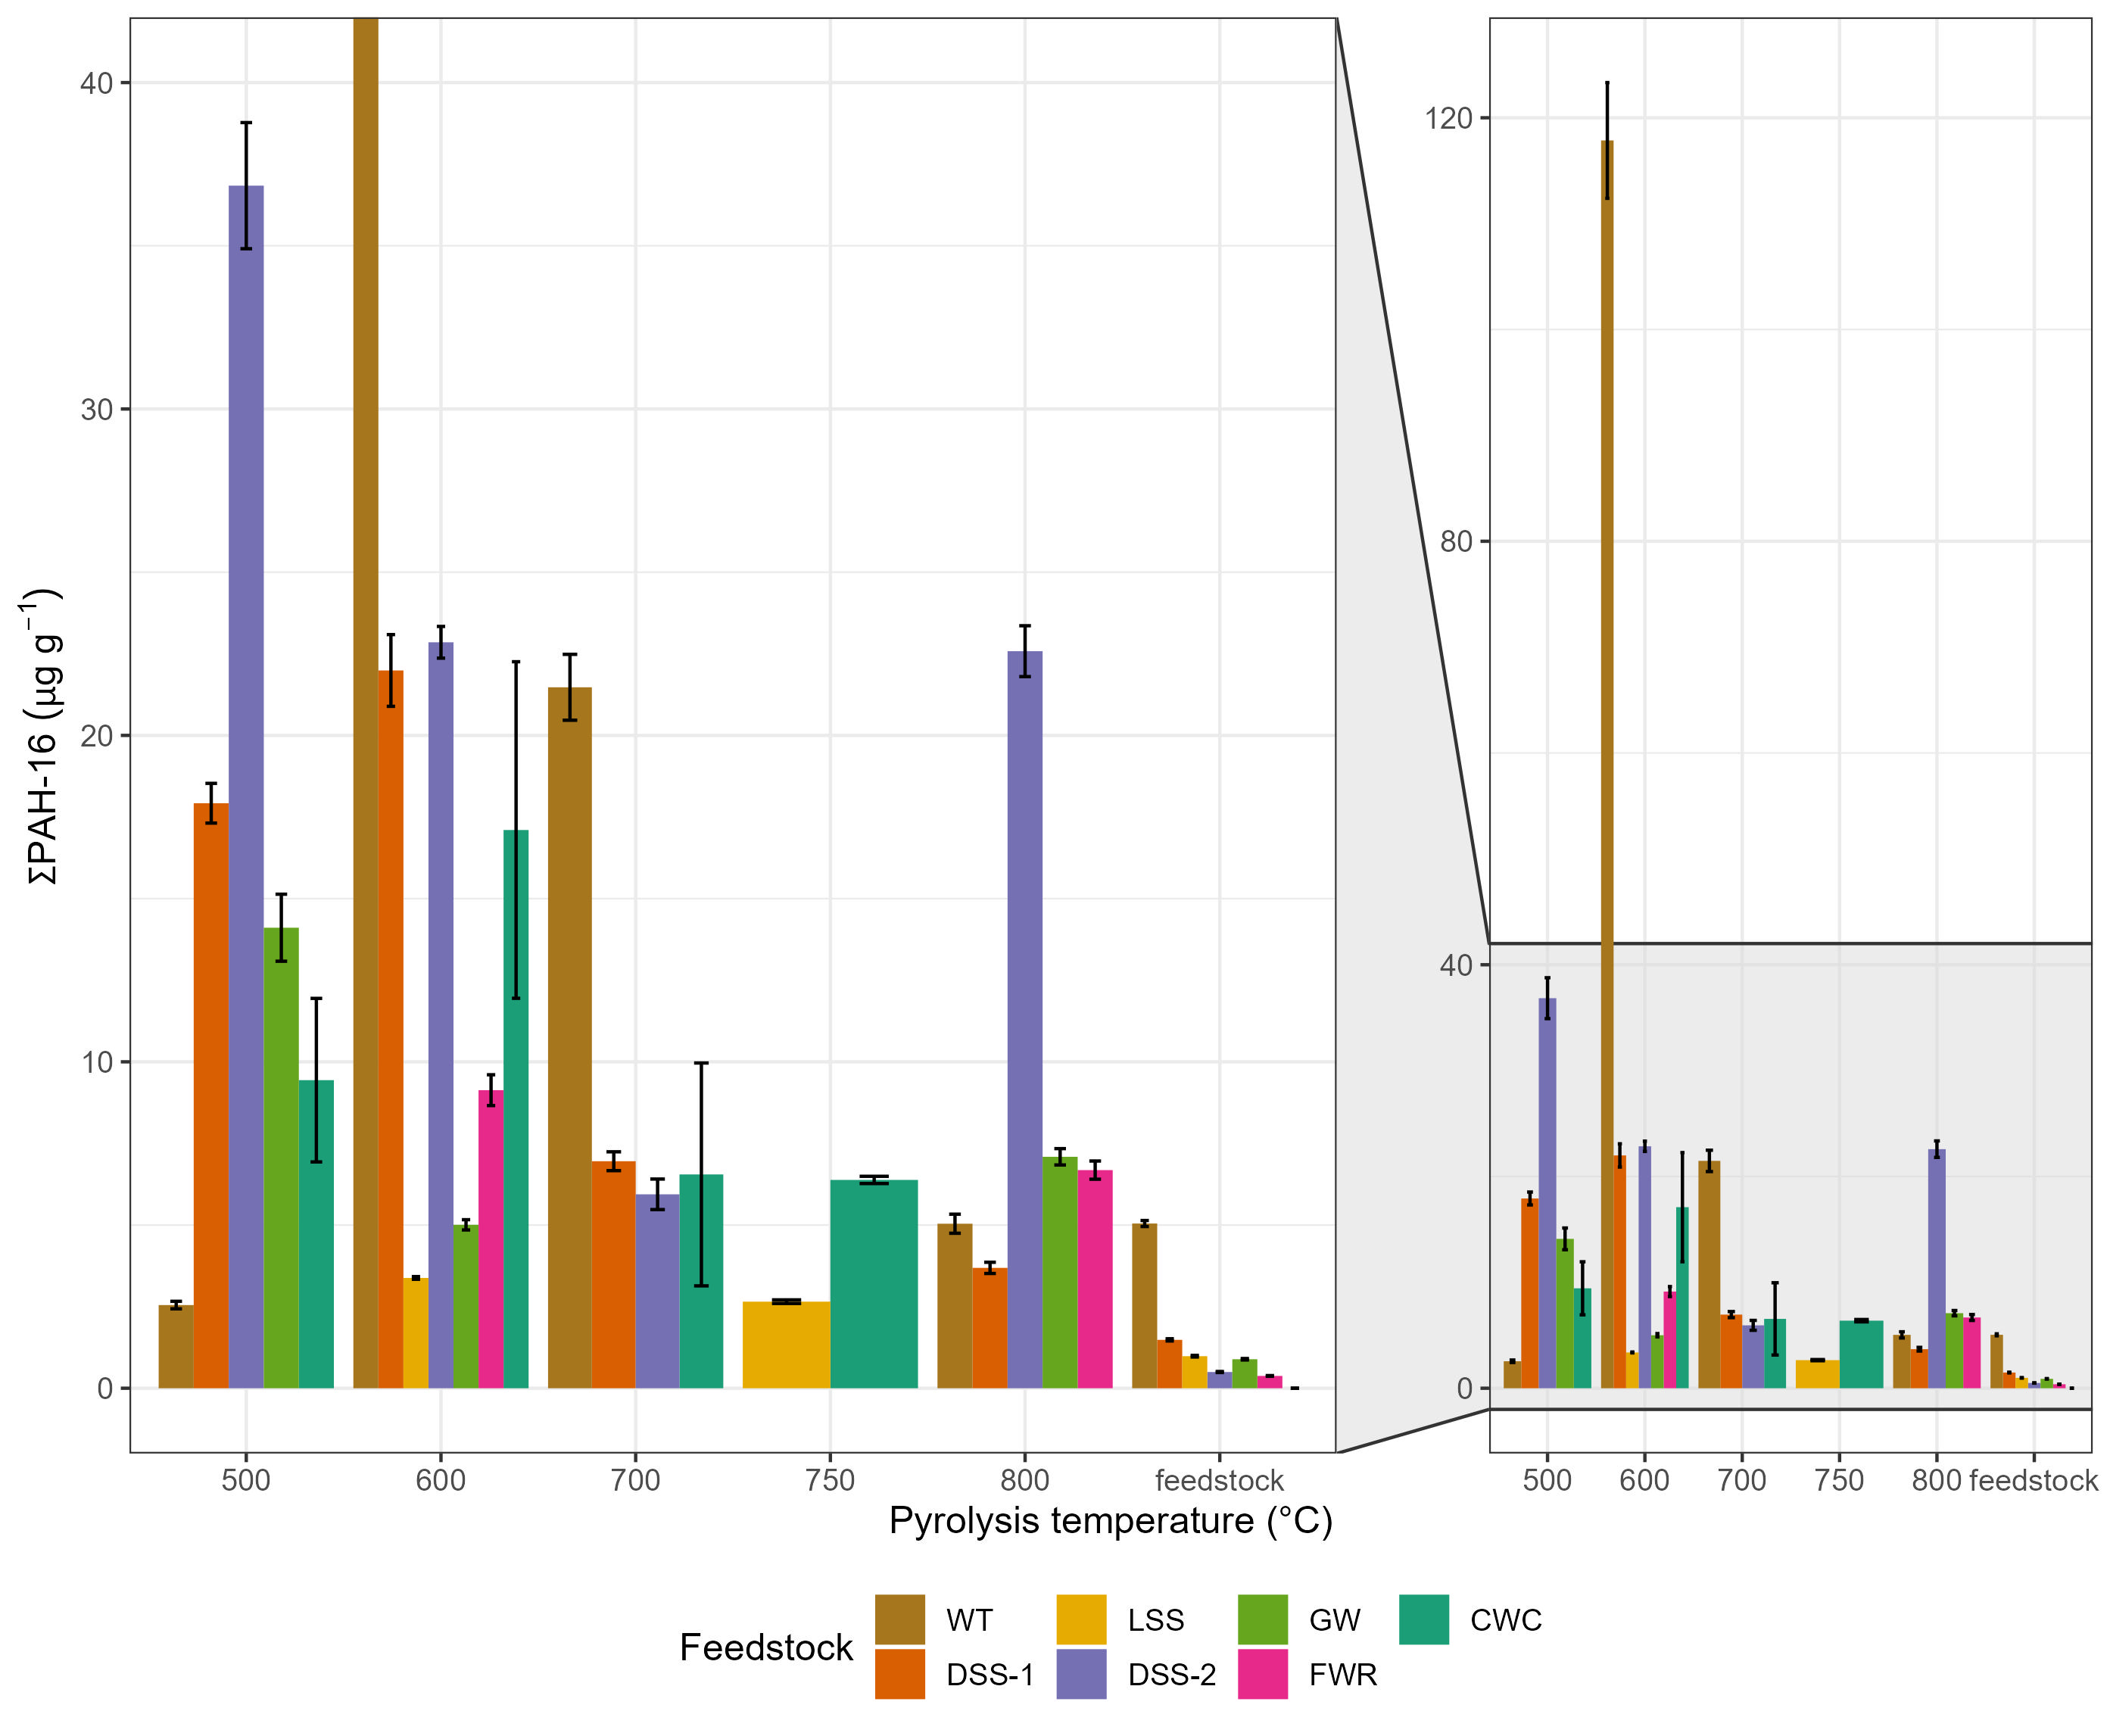 ΣPAH-16 (µg g⁻¹)
40
30
20
10
0
500 600 700 750 800 feedstock
120
80
40
0
500 600 700 750 800 feedstock
Pyrolysis temperature (°C)
Feedstock
WT LSS GW CWC
DSS-1 DSS-2 FWR